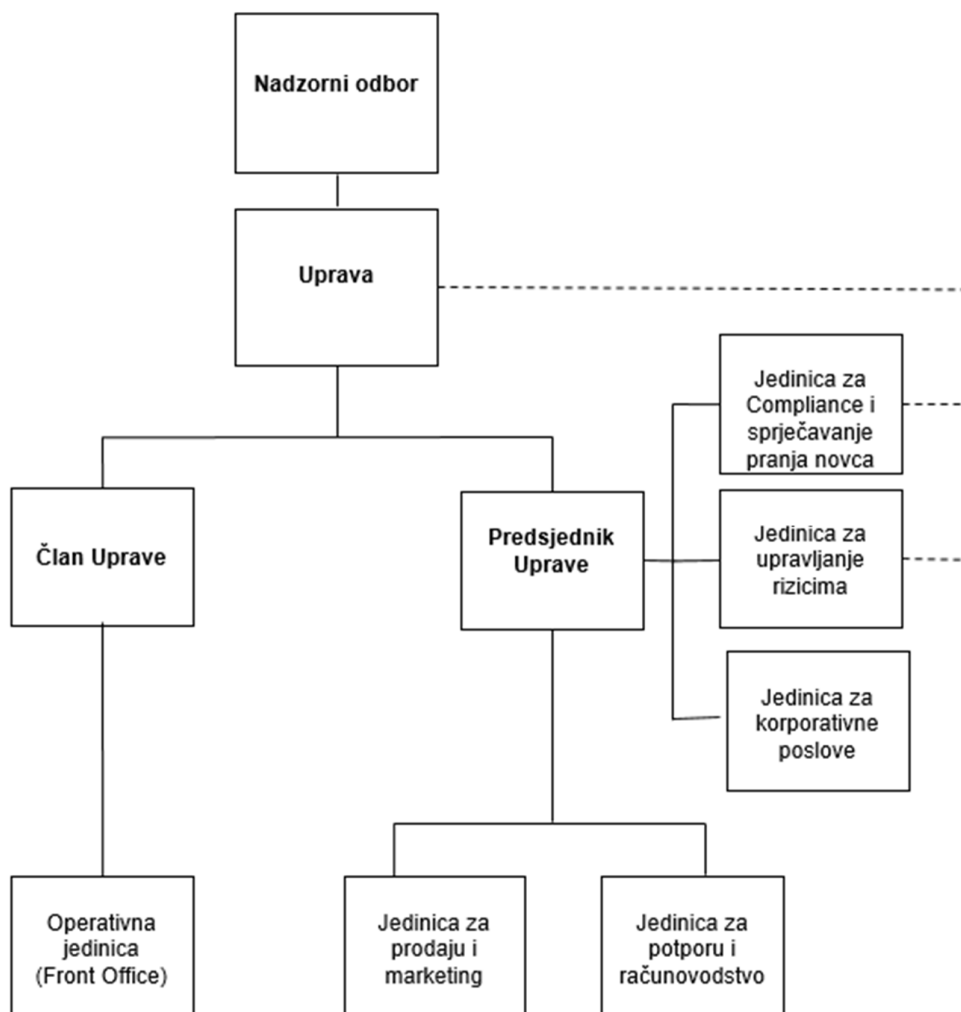 Nadzorni odbor
Uprava
Jedinica za
Compliance i
sprječavanje
pranja novca
Član Uprave
Predsjednik
Uprave
Jedinica za
upravljanje
rizicima
Jedinica za
korporativne
poslove
Operativna
jedinica
(Front Office)
Jedinica za
prodaju i
marketing
Jedinica za
potporu i
računovodstvo